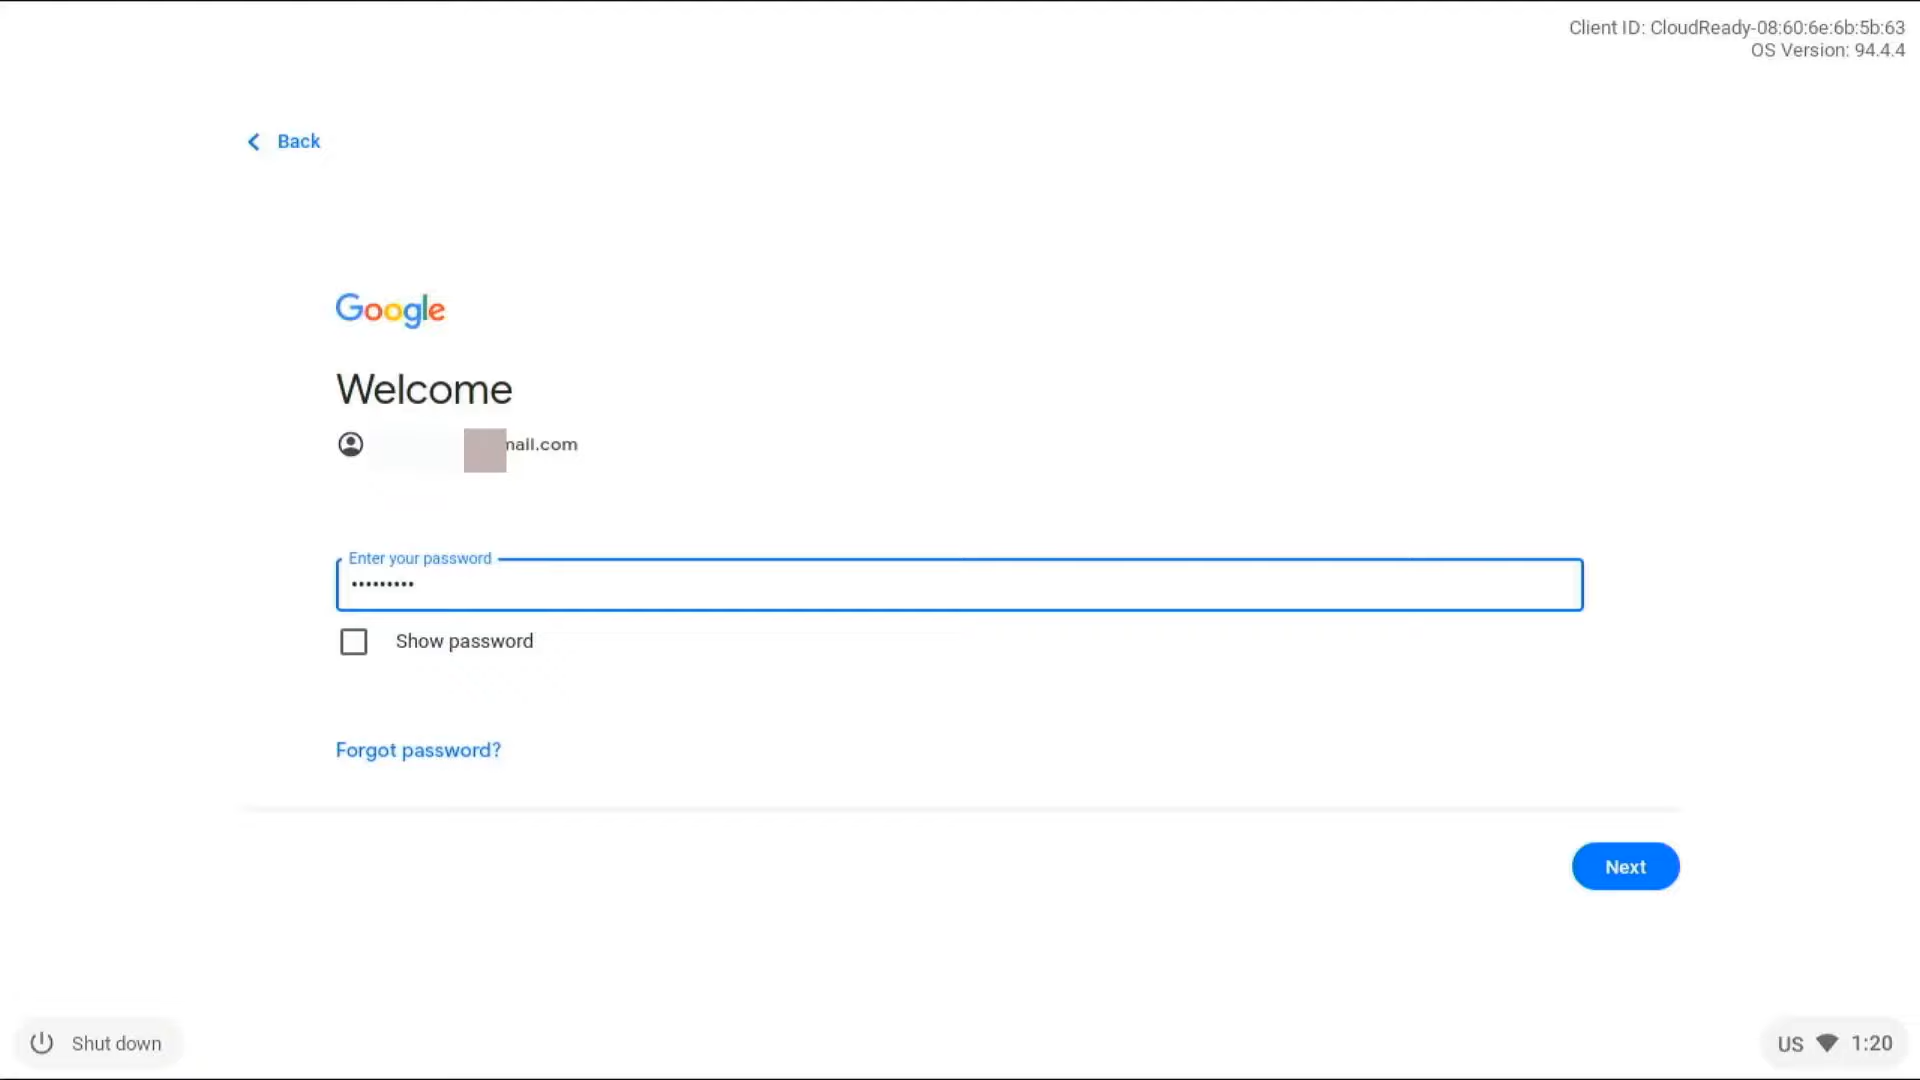 Client ID: CloudReady-08:60:6e:6b:5b:63
OS Version: 94.4.4
Back
Google
Welcome
mail.com
Enter your password
•••••••••
Show password
Forgot password?
Next
Shut down
US 1:20